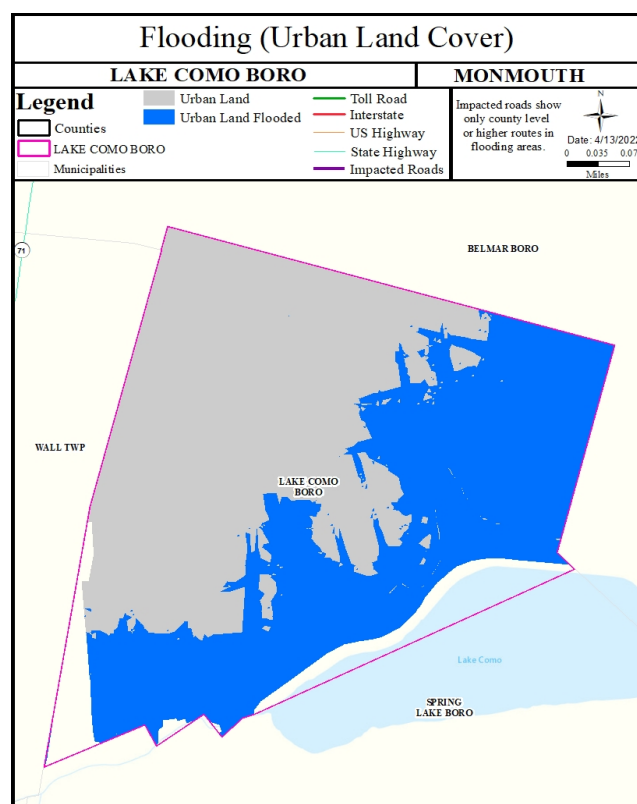 Flooding (Urban Land Cover)
LAKE COMO BORO
MONMOUTH
Legend
Counties
LAKE COMO BORO
Municipalities
Urban Land
Urban Land Flooded
Toll Road
Interstate
US Highway
State Highway
Impacted Roads
Impacted roads show
only county level
or higher routes in
flooding areas.
N
Date: 4/13/2022
0 0.035 0.07
Miles
71
BELMAR BORO
WALL TWP
LAKE COMO
BORO
Lake Como
SPRING
LAKE BORO